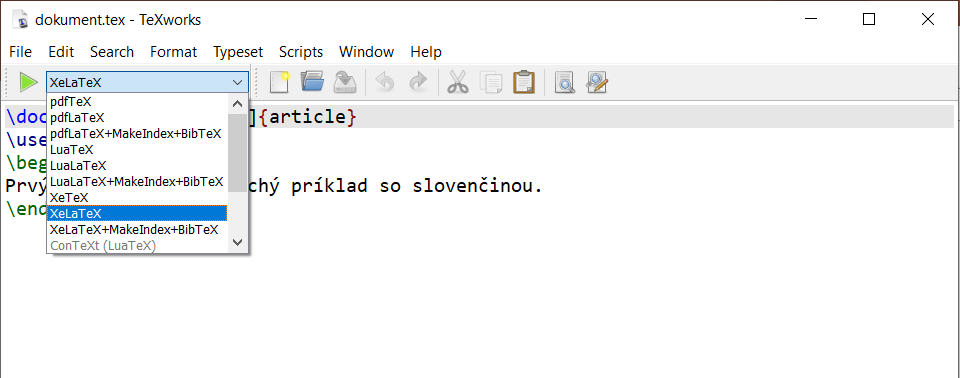 dokument.tex - TeXworks
File Edit Search Format Typeset Scripts Window Help
XeLaTeX
pdfTeX
pdfLaTeX
pdfLaTeX+MakeIndex+BibTeX
LuaTeX
LuaLaTeX
LuaLaTeX+MakeIndex+BibTeX
XeTeX
XeLaTeX
XeLaTeX+MakeIndex+BibTeX
ConTeXt (LuaTeX)
\doc ]{article}
\use
\beg
Prvý chý príklad so slovenčinou.
\end